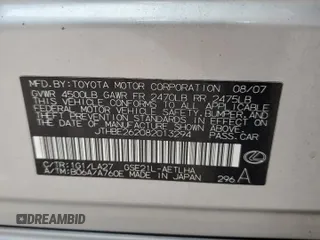 MFD.BY:TOYOTA MOTOR CORPORATION 08/07
GVWR 4500LB GAWR FR 2470LB RR 2475LB
THIS VEHICLE CONFORMS TO ALL APPLICABLE
FEDERAL MOTOR VEHICLE SAFETY, BUMPER, AND THEFT
PREVENTION STANDARDS IN EFFECT ON THE DATE OF
MANUFACTURE SHOWN ABOVE.
JTHBE262082013294
PASS. CAR
C/TR:1G1/LA27 GSE21L-AETLHA
A/TM:B06A/A760E MADE IN JAPAN
296A
DREAMBID